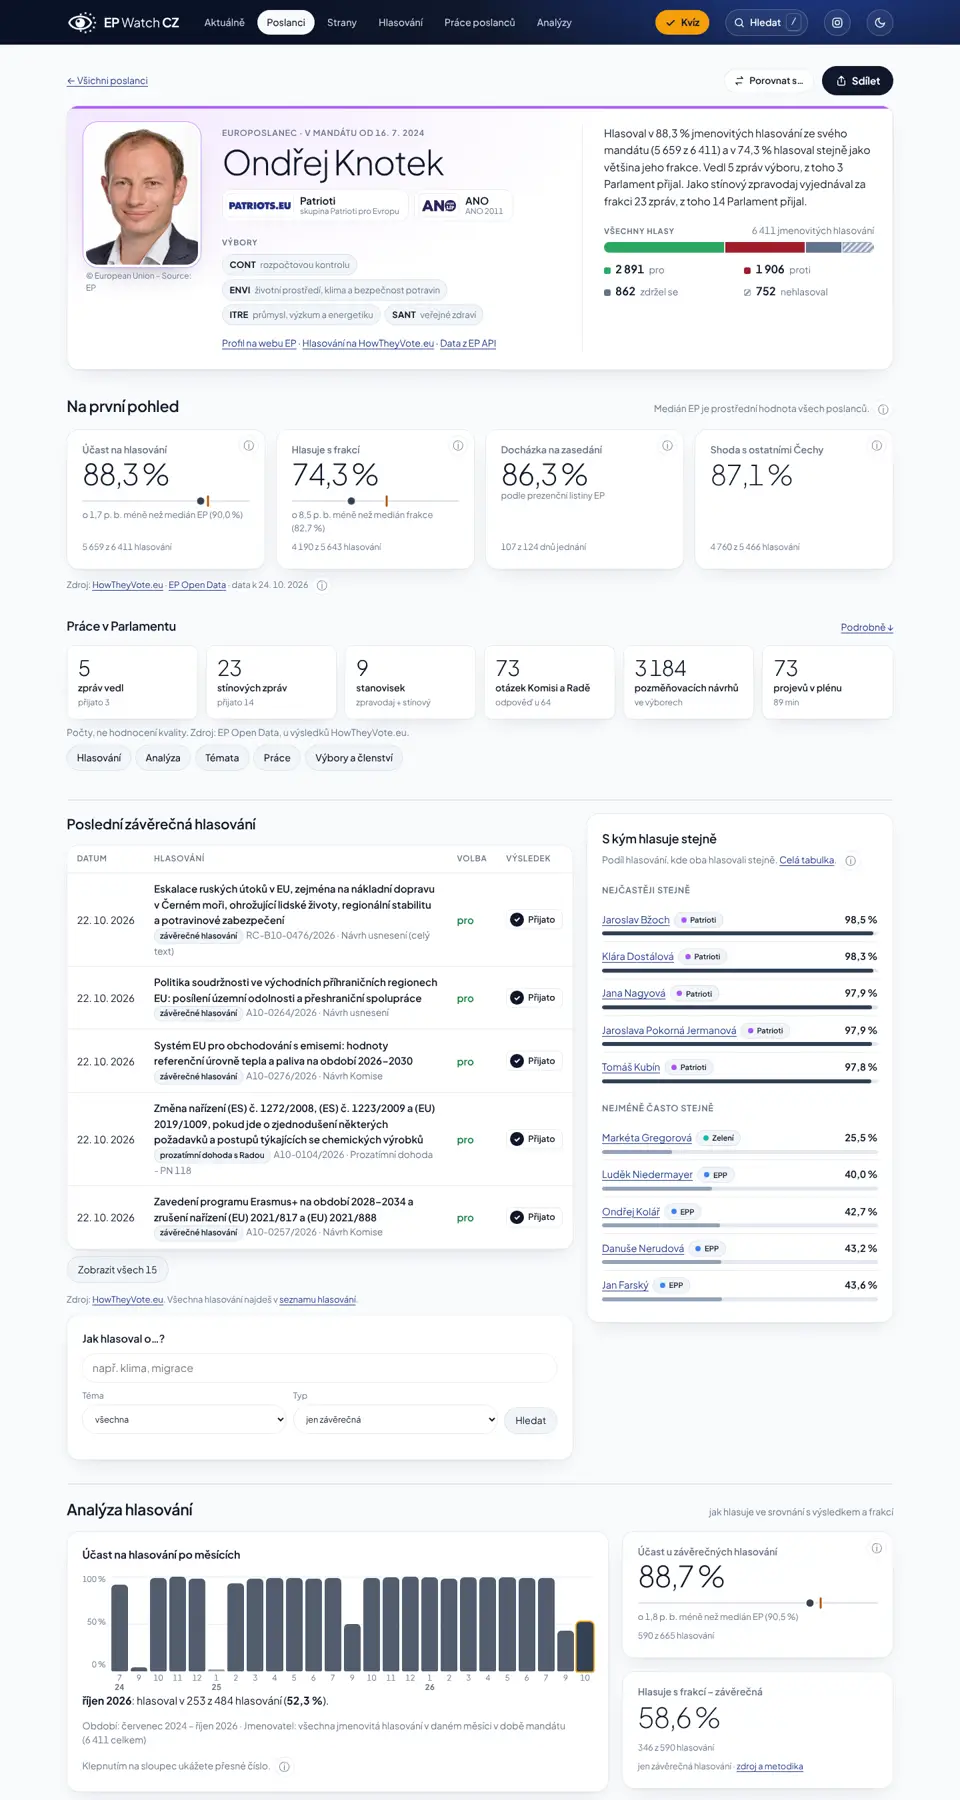 EP Watch CZ Aktuálně Poslanci Strany Hlasování Práce poslanců Analýzy Kvíz Hledat /
← Všichni poslanci
Porovnat s… Sdílet
EUROPOSLANEC · V MANDÁTU OD 16. 7. 2024
Ondřej Knotek
PATRIOTS.EU Patrioti
skupina Patrioti pro Evropu
ANO ANO
ANO 2011
VÝBORY
CONT rozpočtovou kontrolu
ENVI životní prostředí, klima a bezpečnost potravin
ITRE průmysl, výzkum a energetiku SANT veřejné zdraví
Profil na webu EP · Hlasování na HowTheyVote.eu · Data z EP API
© European Union – Source:
EP
Hlasoval v 88,3 % jmenovitých hlasování ze svého
mandátu (5 659 z 6 411) a v 74,3 % hlasoval stejně jako
většina jeho frakce. Vedl 5 zpráv výboru, z toho 3
Parlament přijal. Jako stínový zpravodaj vyjednával za
frakci 23 zpráv, z toho 14 Parlament přijal.
VŠECHNY HLASY 6 411 jmenovitých hlasování
2 891 pro 1 906 proti
862 zdržel se 752 nehlasoval
Na první pohled
Medián EP je prostřední hodnota všech poslanců.
Účast na hlasování
88,3 %
o 1,7 p. b. méně než medián EP (90,0 %)
5 659 z 6 411 hlasování
Hlasuje s frakcí
74,3 %
o 8,5 p. b. méně než medián frakce
(82,7 %)
4 190 z 5 643 hlasování
Docházka na zasedání
86,3 %
podle prezenční listiny EP
107 z 124 dnů jednání
Shoda s ostatními Čechy
87,1 %
4 760 z 5 466 hlasování
Zdroj: HowTheyVote.eu · EP Open Data · data k 24. 10. 2026
Práce v Parlamentu
Podrobně ↓
5
zpráv vedl
přijato 3
23
stínových zpráv
přijato 14
9
stanovisek
zpravodaj + stínový
73
otázek Komisi a Radě
odpověď u 64
3 184
pozměňovacích návrhů
ve výborech
73
projevů v plénu
89 min
Počty, ne hodnocení kvality. Zdroj: EP Open Data, u výsledků HowTheyVote.eu.
Hlasování Analýza Témata Práce Výbory a členství
Poslední závěrečná hlasování
DATUM HLASOVÁNÍ VOLBA VÝSLEDEK
22. 10. 2026
Eskalace ruských útoků v EU, zejména na nákladní dopravu
v Černém moři, ohrožující lidské životy, regionální stabilitu
a potravinové zabezpečení
závěrečné hlasování RC-B10-0476/2026 · Návrh usnesení (celý
text)
pro Přijato
22. 10. 2026
Politika soudržnosti ve východních příhraničních regionech
EU: posílení územní odolnosti a přeshraniční spolupráce
závěrečné hlasování A10-0264/2026 · Návrh usnesení
pro Přijato
22. 10. 2026
Systém EU pro obchodování s emisemi: hodnoty
referenční úrovně tepla a paliva na období 2026–2030
závěrečné hlasování A10-0276/2026 · Návrh Komise
pro Přijato
22. 10. 2026
Změna nařízení (ES) č. 1272/2008, (ES) č. 1223/2009 a (EU)
2019/1009, pokud jde o zjednodušení některých
požadavků a postupů týkajících se chemických výrobků
prozatímní dohoda s Radou A10-0104/2026 · Prozatímní dohoda
– PN 118
pro Přijato
22. 10. 2026
Zavedení programu Erasmus+ na období 2028–2034 a
zrušení nařízení (EU) 2021/817 a (EU) 2021/888
závěrečné hlasování A10-0257/2026 · Návrh Komise
pro Přijato
Zobrazit všech 15
Zdroj: HowTheyVote.eu. Všechna hlasování najdeš v seznamu hlasování.
Jak hlasoval o…?
např. klima, migrace
Téma Typ
všechna jen závěrečná Hledat
S kým hlasuje stejně
Podíl hlasování, kde oba hlasovali stejně. Celá tabulka.
NEJČASTĚJI STEJNĚ
Jaroslav Bžoch Patrioti 98,5 %
Klára Dostálová Patrioti 98,3 %
Jana Nagyová Patrioti 97,9 %
Jaroslava Pokorná Jermanová Patrioti 97,9 %
Tomáš Kubín Patrioti 97,8 %
NEJMÉNĚ ČASTO STEJNĚ
Markéta Gregorová Zelení 25,5 %
Luděk Niedermayer EPP 40,0 %
Ondřej Kolář EPP 42,7 %
Danuše Nerudová EPP 43,2 %
Jan Farský EPP 43,6 %
Analýza hlasování
jak hlasuje ve srovnání s výsledkem a frakcí
Účast na hlasování po měsících
100 %
50 %
0 %
7 9 10 11 12 1 2 3 4 5 6 7 9 10 11 12 1 2 3 4 5 6 7 9 10
24 25 26
říjen 2026: hlasoval v 253 z 484 hlasování (52,3 %).
Období: červenec 2024 – říjen 2026 · Jmenovatel: všechna jmenovitá hlasování v daném měsíci v době mandátu
(6 411 celkem)
Klepnutím na sloupec ukážete přesné číslo.
Účast u závěrečných hlasování
88,7 %
o 1,8 p. b. méně než medián EP (90,5 %)
590 z 665 hlasování
Hlasuje s frakcí – závěrečná
58,6 %
346 z 590 hlasování
jen závěrečná hlasování · zdroj a metodika